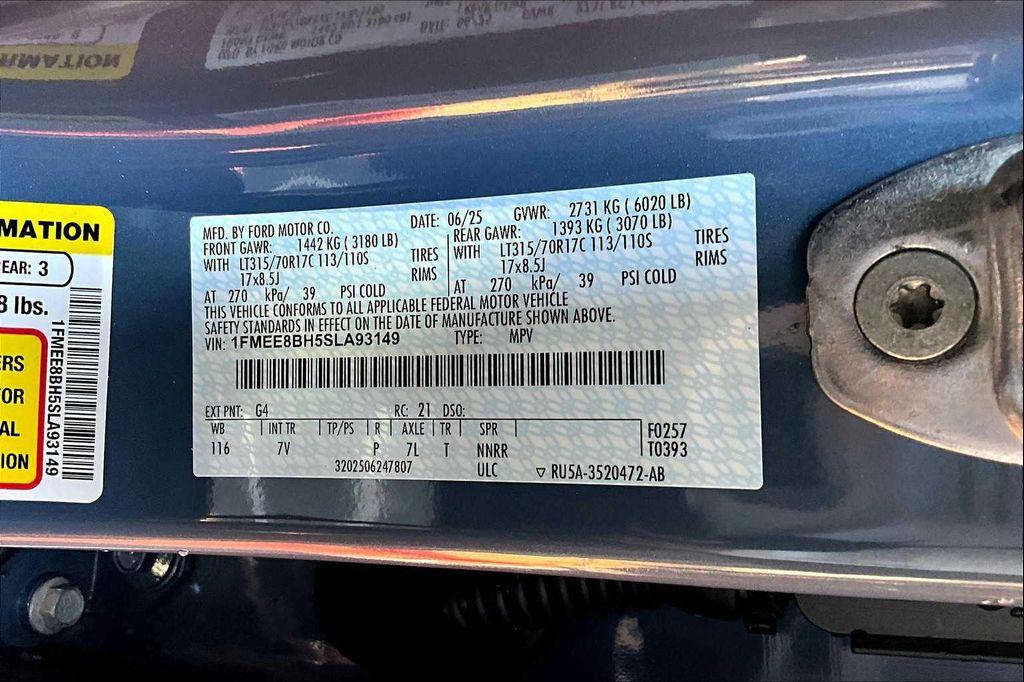 MATION
EAR: 3
8 lbs.
ERS
OR
AL
ION
1FMEE8BH5SLA93149
MFD. BY FORD MOTOR CO.
DATE: 06/25 GVWR: 2731 KG ( 6020 LB)
FRONT GAWR: 1442 KG ( 3180 LB)
WITH LT315/70R17C 113/110S TIRES
17x8.5J RIMS
AT 270 kPa/ 39 PSI COLD
REAR GAWR: 1393 KG ( 3070 LB)
WITH LT315/70R17C 113/110S TIRES
17x8.5J RIMS
AT 270 kPa/ 39 PSI COLD
THIS VEHICLE CONFORMS TO ALL APPLICABLE FEDERAL MOTOR VEHICLE
SAFETY STANDARDS IN EFFECT ON THE DATE OF MANUFACTURE SHOWN ABOVE.
VIN: 1FMEE8BH5SLA93149 TYPE: MPV
EXT PNT: G4 RC: 21 DSO:
WB INT TR TP/PS R AXLE TR SPR F0257
116 7V P 7L T NNRR T0393
3202506247807 ULC ▽ RU5A-3520472-AB